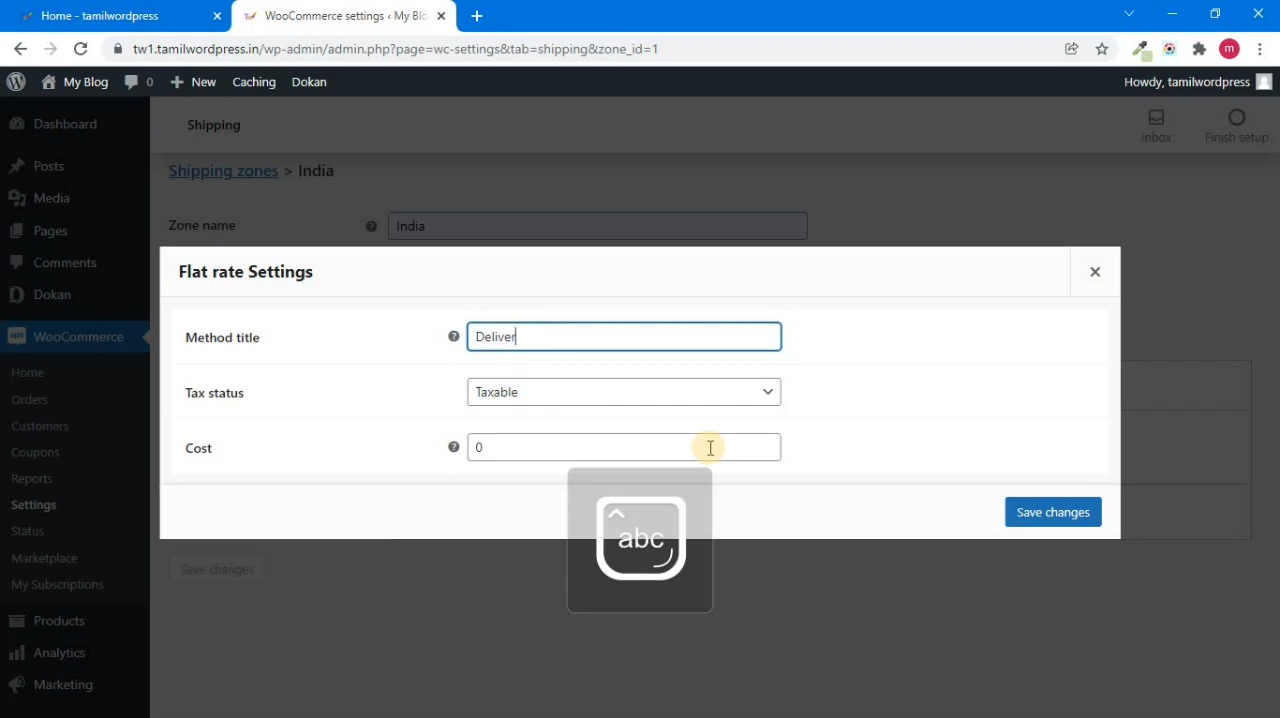 Home - tamilwordpress
WooCommerce settings ‹ My Blo
tw1.tamilwordpress.in/wp-admin/admin.php?page=wc-settings&tab=shipping&zone_id=1
m
My Blog 0 New Caching Dokan Howdy, tamilwordpress
Dashboard
Posts
Media
Pages
Comments
Dokan
WooCommerce
Home
Orders
Customers
Coupons
Reports
Settings
Status
Marketplace
My Subscriptions
Products
Analytics
Marketing
Shipping
Inbox
Finish setup
Shipping zones > India
Zone name India
Flat rate Settings
Method title Deliver
Tax status Taxable
Cost 0
Save changes
abc
Save changes